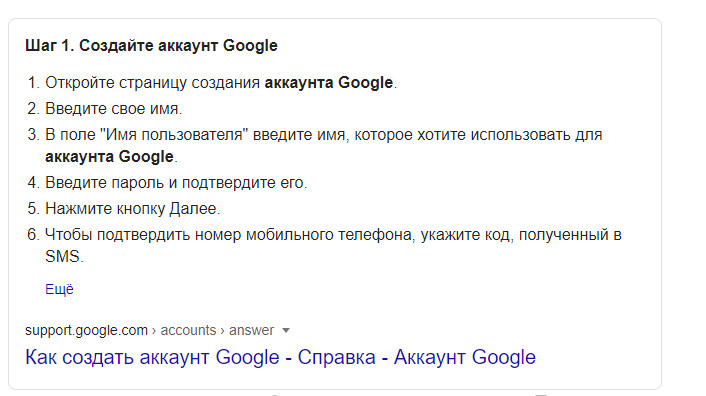 Шаг 1. Создайте аккаунт Google
1. Откройте страницу создания аккаунта Google.
2. Введите свое имя.
3. В поле "Имя пользователя" введите имя, которое хотите использовать для
аккаунта Google.
4. Введите пароль и подтвердите его.
5. Нажмите кнопку Далее.
6. Чтобы подтвердить номер мобильного телефона, укажите код, полученный в
SMS.
Ещё
support.google.com › accounts › answer
Как создать аккаунт Google - Справка - Аккаунт Google